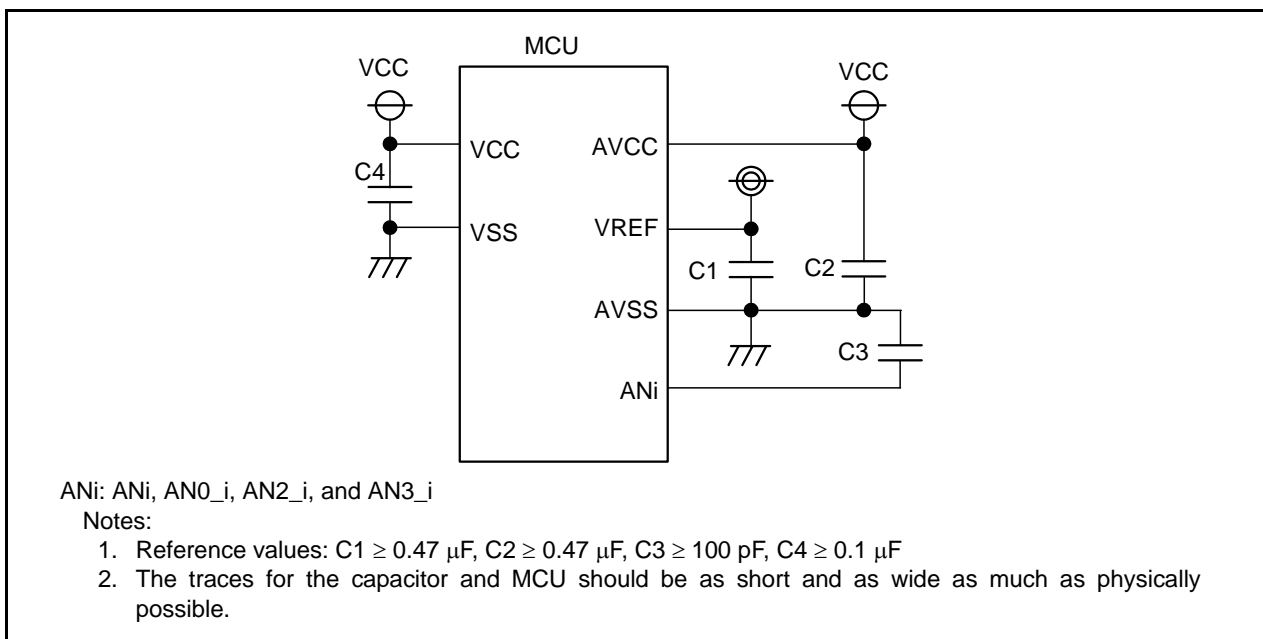 MCU
VCC
VCC
VCC
AVCC
C4
VSS
VREF
C1
C2
AVSS
C3
ANi
ANi: ANi, AN0_i, AN2_i, and AN3_i
Notes:
1. Reference values: C1 ≥ 0.47 μF, C2 ≥ 0.47 μF, C3 ≥ 100 pF, C4 ≥ 0.1 μF
2. The traces for the capacitor and MCU should be as short and as wide as much as physically
possible.